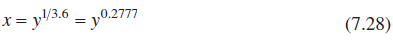 x = y^{1/3.6} = y^{0.2777} (7.28)